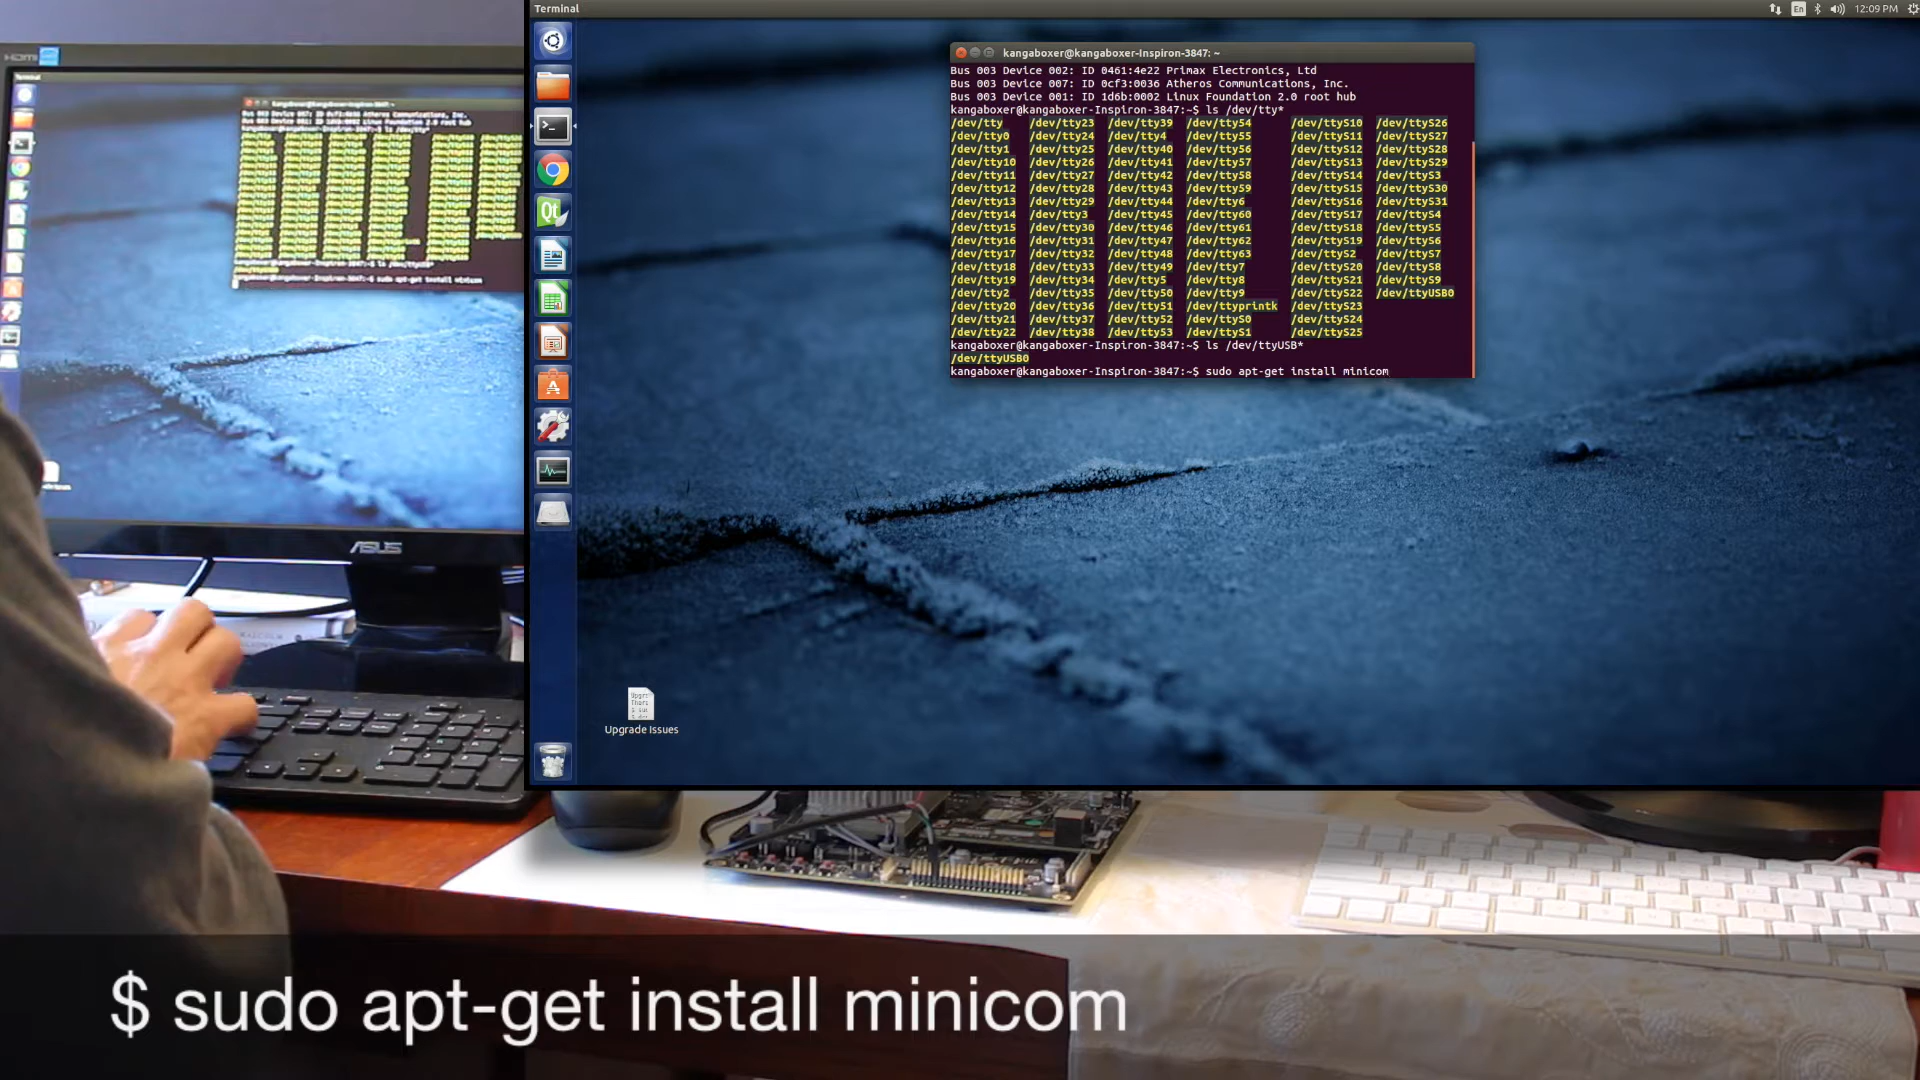 Terminal
En
12:09 PM
HDMI
kangaboxer@kangaboxer-Inspiron-3847: ~
Bus 003 Device 002: ID 0461:4e22 Primax Electronics, Ltd
Bus 003 Device 007: ID 0cf3:0036 Atheros Communications, Inc.
Bus 003 Device 001: ID 1d6b:0002 Linux Foundation 2.0 root hub
kangaboxer@kangaboxer-Inspiron-3847:~$ ls /dev/tty*
/dev/tty /dev/tty23 /dev/tty39 /dev/tty54 /dev/ttyS10 /dev/ttyS26
/dev/tty0 /dev/tty24 /dev/tty4 /dev/tty55 /dev/ttyS11 /dev/ttyS27
/dev/tty1 /dev/tty25 /dev/tty40 /dev/tty56 /dev/ttyS12 /dev/ttyS28
/dev/tty10 /dev/tty26 /dev/tty41 /dev/tty57 /dev/ttyS13 /dev/ttyS29
/dev/tty11 /dev/tty27 /dev/tty42 /dev/tty58 /dev/ttyS14 /dev/ttyS3
/dev/tty12 /dev/tty28 /dev/tty43 /dev/tty59 /dev/ttyS15 /dev/ttyS30
/dev/tty13 /dev/tty29 /dev/tty44 /dev/tty6 /dev/ttyS16 /dev/ttyS31
/dev/tty14 /dev/tty3 /dev/tty45 /dev/tty60 /dev/ttyS17 /dev/ttyS4
/dev/tty15 /dev/tty30 /dev/tty46 /dev/tty61 /dev/ttyS18 /dev/ttyS5
/dev/tty16 /dev/tty31 /dev/tty47 /dev/tty62 /dev/ttyS19 /dev/ttyS6
/dev/tty17 /dev/tty32 /dev/tty48 /dev/tty63 /dev/ttyS2 /dev/ttyS7
/dev/tty18 /dev/tty33 /dev/tty49 /dev/tty7 /dev/ttyS20 /dev/ttyS8
/dev/tty19 /dev/tty34 /dev/tty5 /dev/tty8 /dev/ttyS21 /dev/ttyS9
/dev/tty2 /dev/tty35 /dev/tty50 /dev/tty9 /dev/ttyS22 /dev/ttyUSB0
/dev/tty20 /dev/tty36 /dev/tty51 /dev/ttyprintk /dev/ttyS23
/dev/tty21 /dev/tty37 /dev/tty52 /dev/ttyS0 /dev/ttyS24
/dev/tty22 /dev/tty38 /dev/tty53 /dev/ttyS1 /dev/ttyS25
kangaboxer@kangaboxer-Inspiron-3847:~$ ls /dev/ttyUSB*
/dev/ttyUSB0
kangaboxer@kangaboxer-Inspiron-3847:~$ sudo apt-get install minicom
Qt
ASUS
Upgrade Issues
$ sudo apt-get install minicom